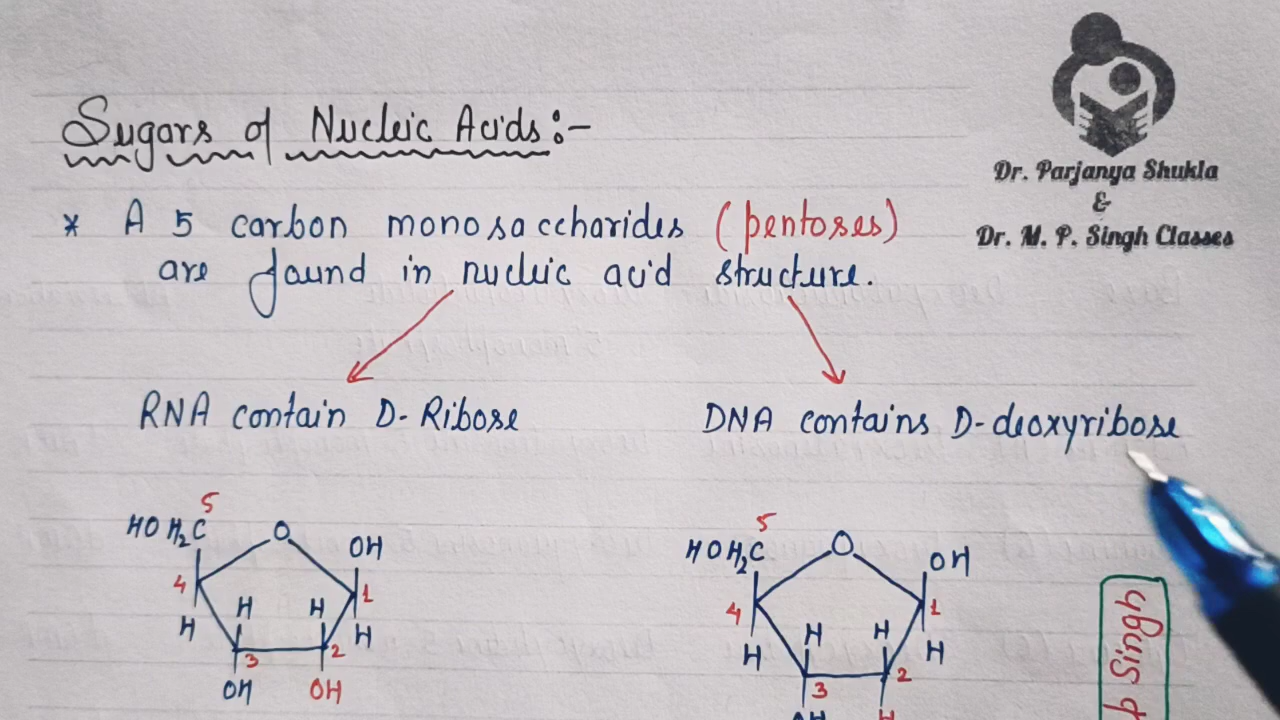 Sugars of Nucleic Acids :-
* A 5 carbon monosaccharides (pentoses)
are found in nucleic acid structure.
RNA contain D-Ribose
DNA contains D-deoxyribose
5
HOH₂C
O
OH
4
1
H
H
H
H
3
2
OH
OH
5
HOH₂C
O
OH
4
1
H
H
H
H
3
2
H
Dr. Parjanya Shukla
&
Dr. M. P. Singh Classes